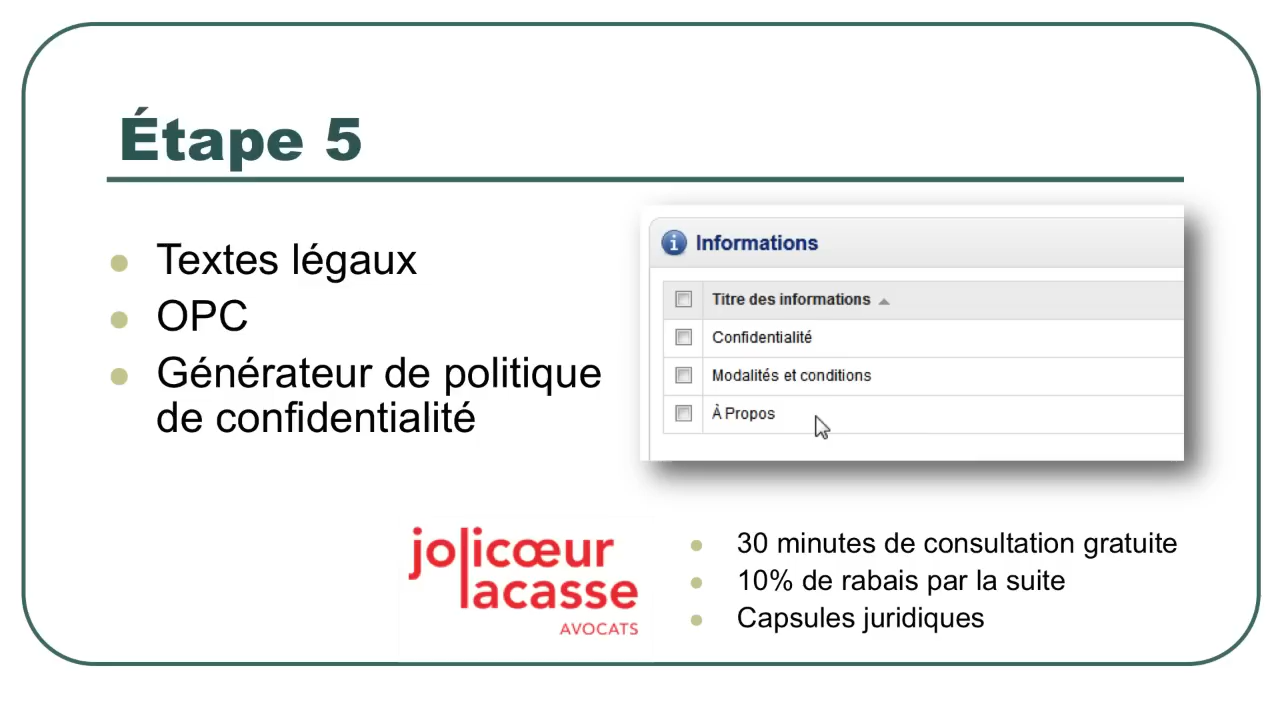 Étape 5
Textes légaux
OPC
Générateur de politique
de confidentialité
Informations
Titre des informations
Confidentialité
Modalités et conditions
À Propos
jolicœur
lacasse
AVOCATS
30 minutes de consultation gratuite
10% de rabais par la suite
Capsules juridiques